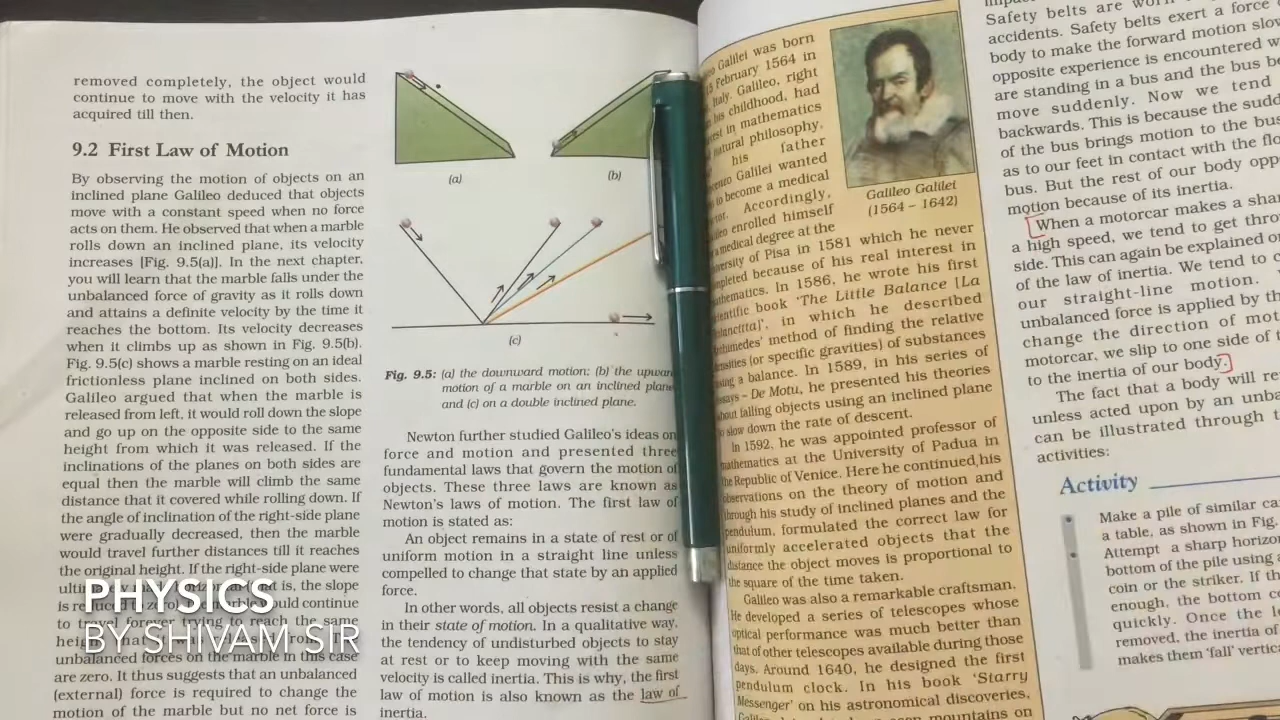 removed completely, the object would
continue to move with the velocity it has
acquired till then.
9.2 First Law of Motion
By observing the motion of objects on an
inclined plane Galileo deduced that objects
move with a constant speed when no force
acts on them. He observed that when a marble
rolls down an inclined plane, its velocity
increases [Fig. 9.5(a)]. In the next chapter,
you will learn that the marble falls under the
unbalanced force of gravity as it rolls down
and attains a definite velocity by the time it
reaches the bottom. Its velocity decreases
when it climbs up as shown in Fig. 9.5(b).
Fig. 9.5(c) shows a marble resting on an ideal
frictionless plane inclined on both sides.
Galileo argued that when the marble is
released from left, it would roll down the slope
and go up on the opposite side to the same
height from which it was released. If the
inclinations of the planes on both sides are
equal then the marble will climb the same
distance that it covered while rolling down. If
the angle of inclination of the right-side plane
were gradually decreased, then the marble
would travel further distances till it reaches
the original height. If the right-side plane were
is, the slope
would continue
to travel forever trying to reach the same
unbalanced forces on the marble in this case
are zero. It thus suggests that an unbalanced
(external) force is required to change the
motion of the marble but no net force is
PHYSICS
BY SHIVAM SIR
(a)
(b)
(c)
Fig. 9.5: (a) the downward motion; (b) the upward
motion of a marble on an inclined plane;
and (c) on a double inclined plane.
Newton further studied Galileo's ideas on
force and motion and presented three
fundamental laws that govern the motion of
objects. These three laws are known as
Newton's laws of motion. The first law of
motion is stated as:
An object remains in a state of rest or of
uniform motion in a straight line unless
compelled to change that state by an applied
force.
In other words, all objects resist a change
in their state of motion. In a qualitative way,
the tendency of undisturbed objects to stay
at rest or to keep moving with the same
velocity is called inertia. This is why, the first
law of motion is also known as the law of
inertia.
Galilei was born
February 1564 in
Italy. Galileo, right
his childhood, had
in mathematics
natural philosophy.
his father
Galilei wanted
to become a medical
Accordingly,
enrolled himself
a medical degree at the
of Pisa in 1581 which he never
because of his real interest in
In 1586, he wrote his first
book 'The Little Balance [La
in which he described
method of finding the relative
(or specific gravities) of substances
a balance. In 1589, in his series of
– De Motu, he presented his theories
about falling objects using an inclined plane
to slow down the rate of descent.
In 1592, he was appointed professor of
mathematics at the University of Padua in
the Republic of Venice. Here he continued his
observations on the theory of motion and
through his study of inclined planes and the
pendulum, formulated the correct law for
uniformly accelerated objects that the
distance the object moves is proportional to
the square of the time taken.
Galileo was also a remarkable craftsman.
He developed a series of telescopes whose
optical performance was much better than
that of other telescopes available during those
days. Around 1640, he designed the first
pendulum clock. In his book 'Starry
Messenger' on his astronomical discoveries,
mountains on
Galileo Galilei
(1564 – 1642)
Safety belts are worn
accidents. Safety belts exert a force
body to make the forward motion
opposite experience is encountered
are standing in a bus and the bus
move suddenly. Now we tend
backwards. This is because the
of the bus brings motion to the bus
as to our feet in contact with the
bus. But the rest of our body
motion because of its inertia.
When a motorcar makes a
a high speed, we tend to get
side. This can again be explained
of the law of inertia. We tend to
our straight-line motion.
unbalanced force is applied by the
change the direction of
motorcar, we slip to one side of
to the inertia of our body.
The fact that a body will
unless acted upon by an
can be illustrated through
activities:
Activity
Make a pile of similar
a table, as shown in Fig.
Attempt a sharp
bottom of the pile using
coin or the striker. If
enough, the bottom
quickly. Once the
removed, the inertia of
makes them 'fall'